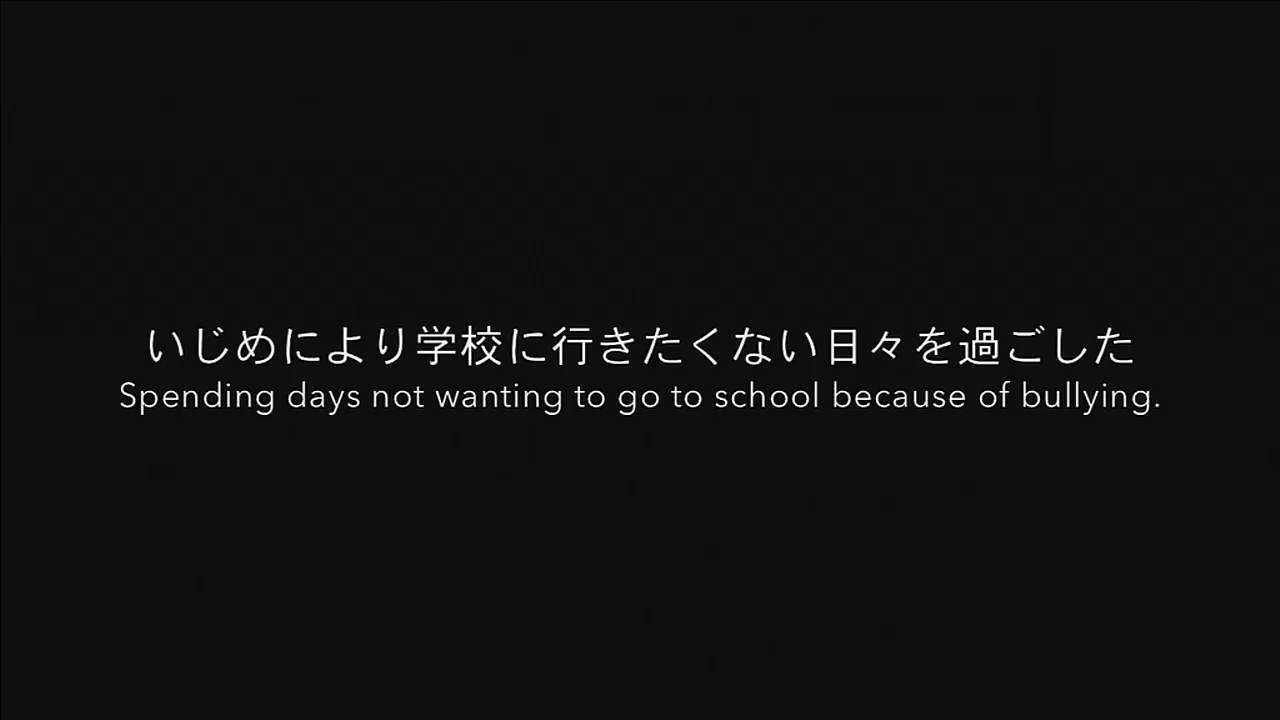 いじめにより学校に行きたくない日々を過ごした
Spending days not wanting to go to school because of bullying.